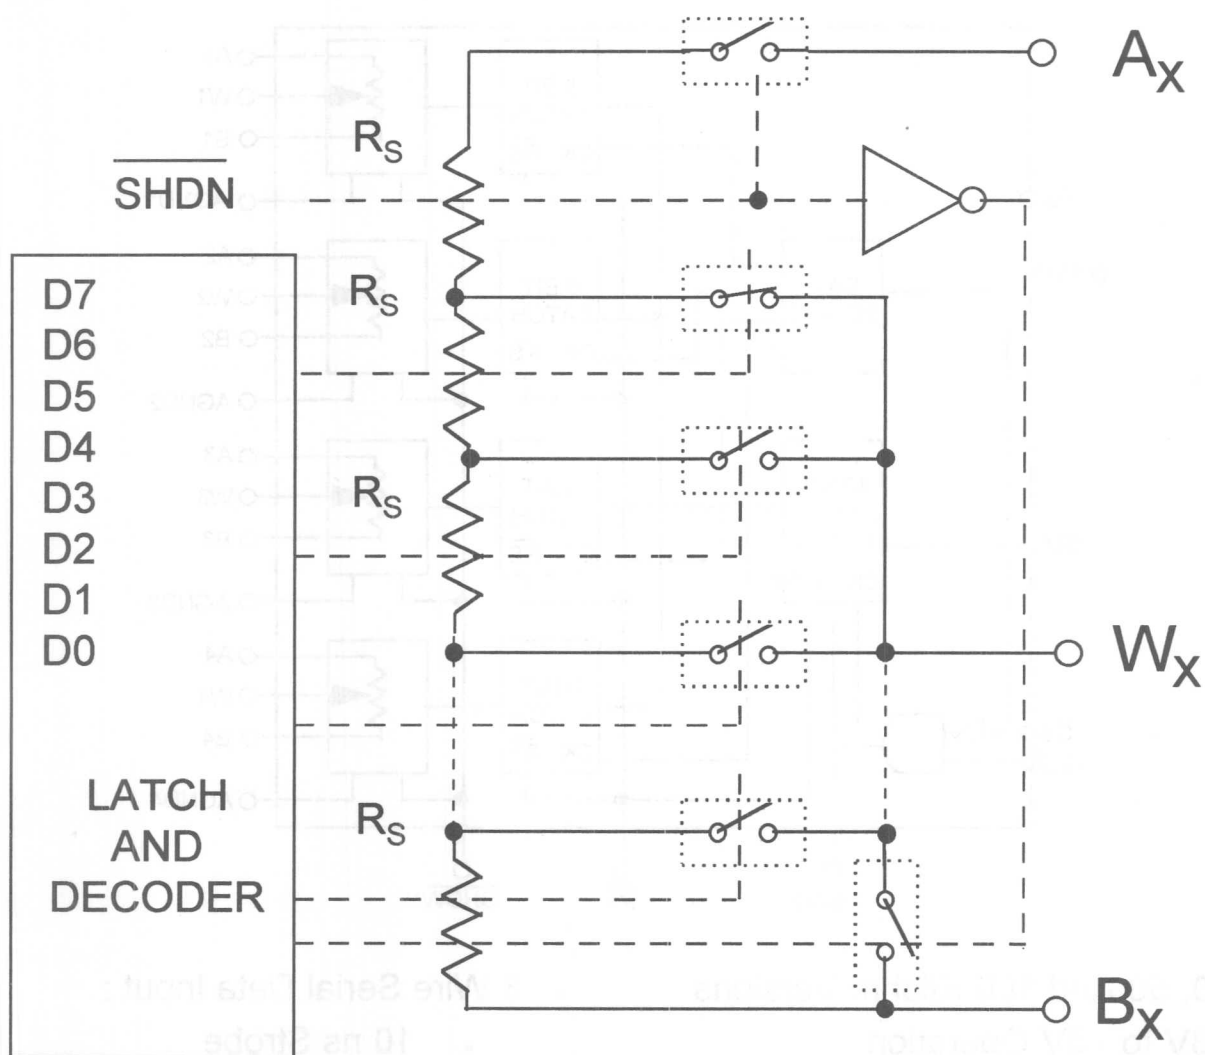 Ax
RS
SHDN
RS
D7
D6
D5
D4
D3
D2
D1
D0
RS
Wx
LATCH
AND
DECODER
RS
Bx